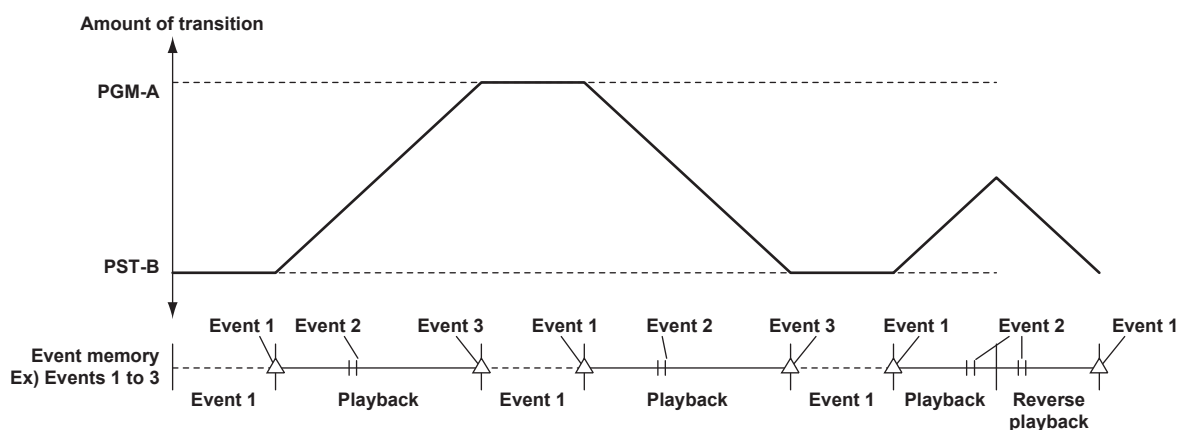 Amount of transition
PGM-A
PST-B
Event 1
Event 2
Event 3
Event 1
Event 2
Event 3
Event 1
Event 2
Event 1
Event memory
Ex) Events 1 to 3
Event 1
Playback
Event 1
Playback
Event 1
Playback
Reverse
playback